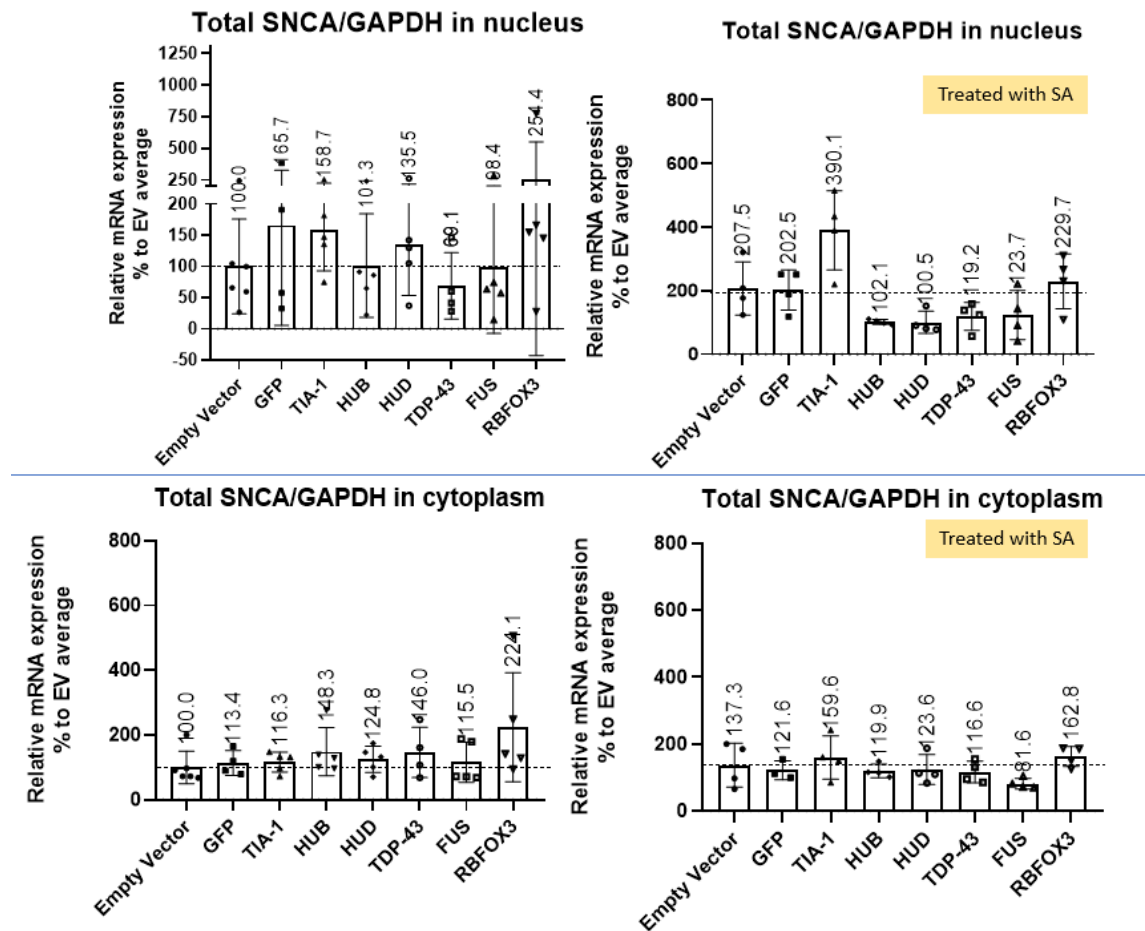 Total SNCA/GAPDH in nucleus
Relative mRNA expression
% to EV average
1250
1000
750
500
250
200
150
100
50
0
-50
100.0
165.7
158.7
101.3
135.5
69.1
98.4
254.4
Empty Vector
GFP
TIA-1
HUB
HUD
TDP-43
FUS
RBFOX3
Total SNCA/GAPDH in nucleus
Treated with SA
Relative mRNA expression
% to EV average
800
600
400
200
0
207.5
202.5
390.1
102.1
100.5
119.2
123.7
229.7
Empty Vector
GFP
TIA-1
HUB
HUD
TDP-43
FUS
RBFOX3
Total SNCA/GAPDH in cytoplasm
Relative mRNA expression
% to EV average
800
600
400
200
0
100.0
113.4
116.3
148.3
124.8
146.0
115.5
224.1
Empty Vector
GFP
TIA-1
HUB
HUD
TDP-43
FUS
RBFOX3
Total SNCA/GAPDH in cytoplasm
Treated with SA
Relative mRNA expression
% to EV average
800
600
400
200
0
137.3
121.6
159.6
119.9
123.6
116.6
81.6
162.8
Empty Vector
GFP
TIA-1
HUB
HUD
TDP-43
FUS
RBFOX3